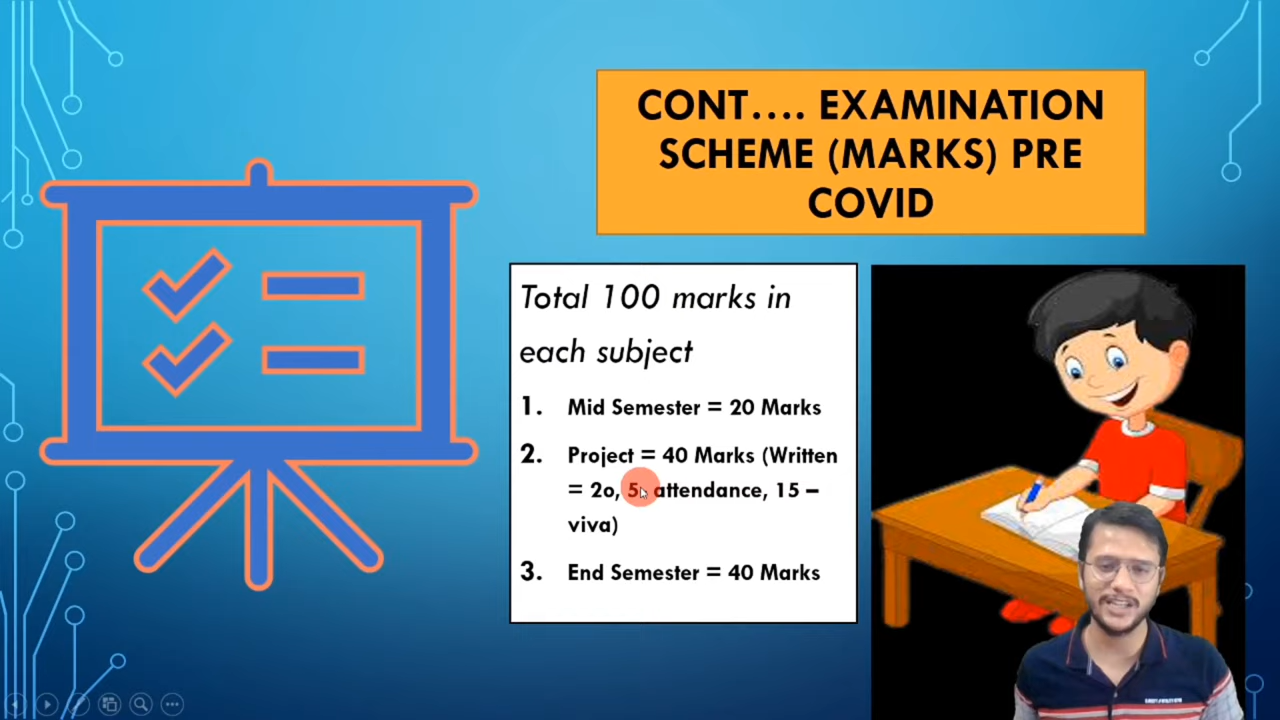 CONT.... EXAMINATION
SCHEME (MARKS) PRE
COVID
Total 100 marks in
each subject
1. Mid Semester = 20 Marks
2. Project = 40 Marks (Written
= 2o, 5- attendance, 15 –
viva)
3. End Semester = 40 Marks